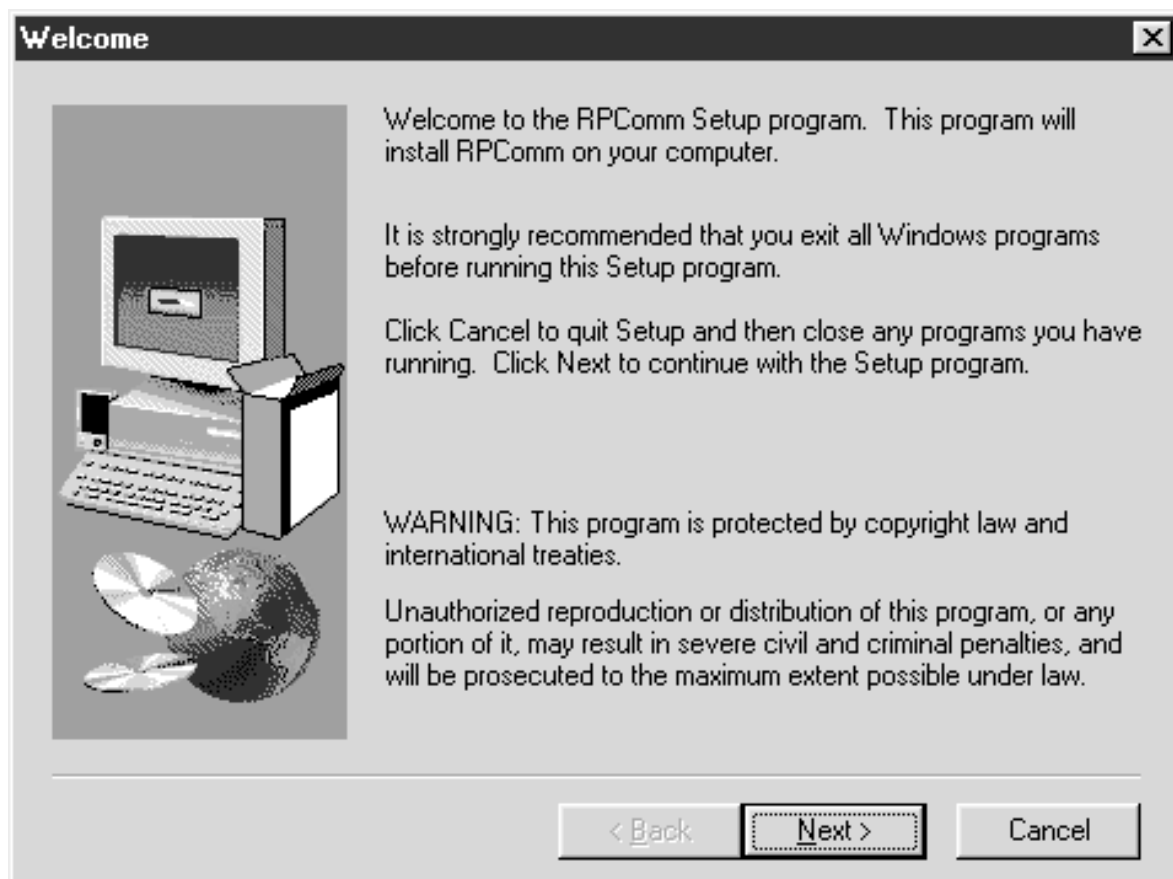 Welcome
Welcome to the RPComm Setup program.  This program will
install RPComm on your computer.
It is strongly recommended that you exit all Windows programs
before running this Setup program.
Click Cancel to quit Setup and then close any programs you have
running.  Click Next to continue with the Setup program.
WARNING: This program is protected by copyright law and
international treaties.
Unauthorized reproduction or distribution of this program, or any
portion of it, may result in severe civil and criminal penalties, and
will be prosecuted to the maximum extent possible under law.
< Back
Next >
Cancel